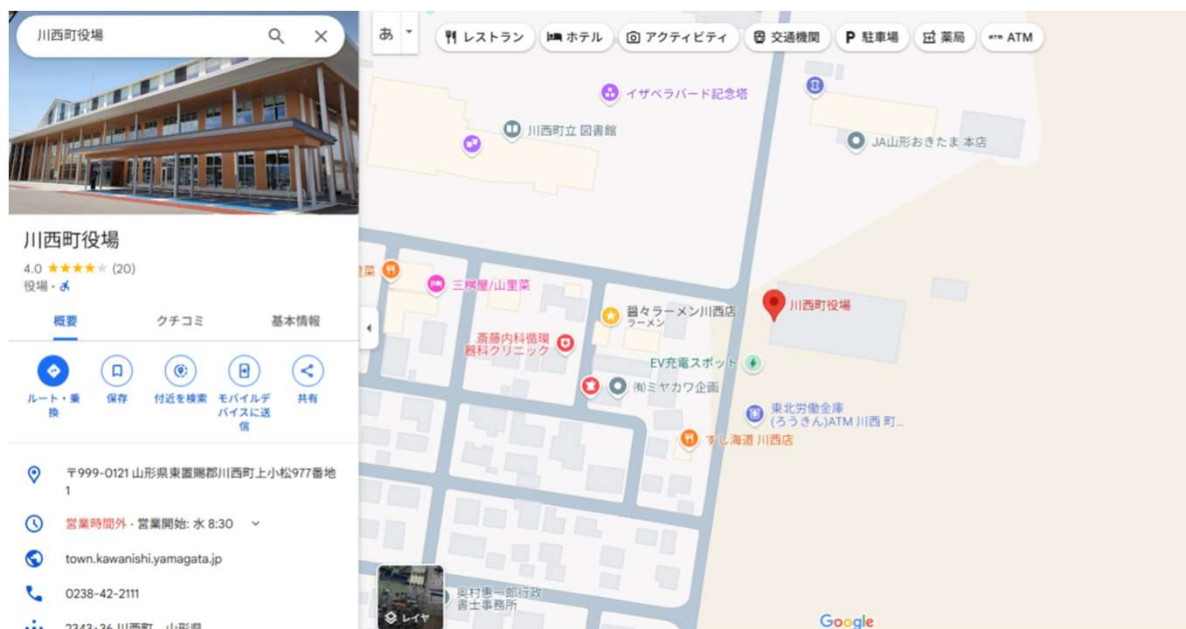 川西町役場
あ
レストラン
ホテル
アクティビティ
交通機関
P 駐車場
薬局
ATM
イザベラバード記念塔
川西町立 図書館
JA山形おきたま 本店
川西町役場
4.0 ★★★★★ (20)
役場・
概要
クチコミ
基本情報
ルート・乗
換
保存
付近を検索
モバイルデ
バイスに送
信
共有
〒999-0121 山形県東置賜郡川西町上小松977番地
1
営業時間外・営業開始: 水 8:30
town.kawanishi.yamagata.jp
0238-42-2111
2343+36 川西町、山形県
里菜
三桝屋/山里菜
醤々ラーメン川西店
ラーメン
川西町役場
斎藤内科循環
器科クリニック
EV充電スポット
㈲ミヤカワ企画
東北労働金庫
(ろうきん)ATM 川西 町...
すし海道 川西店
奥村恵一郎行政
書士事務所
レイヤ
Google